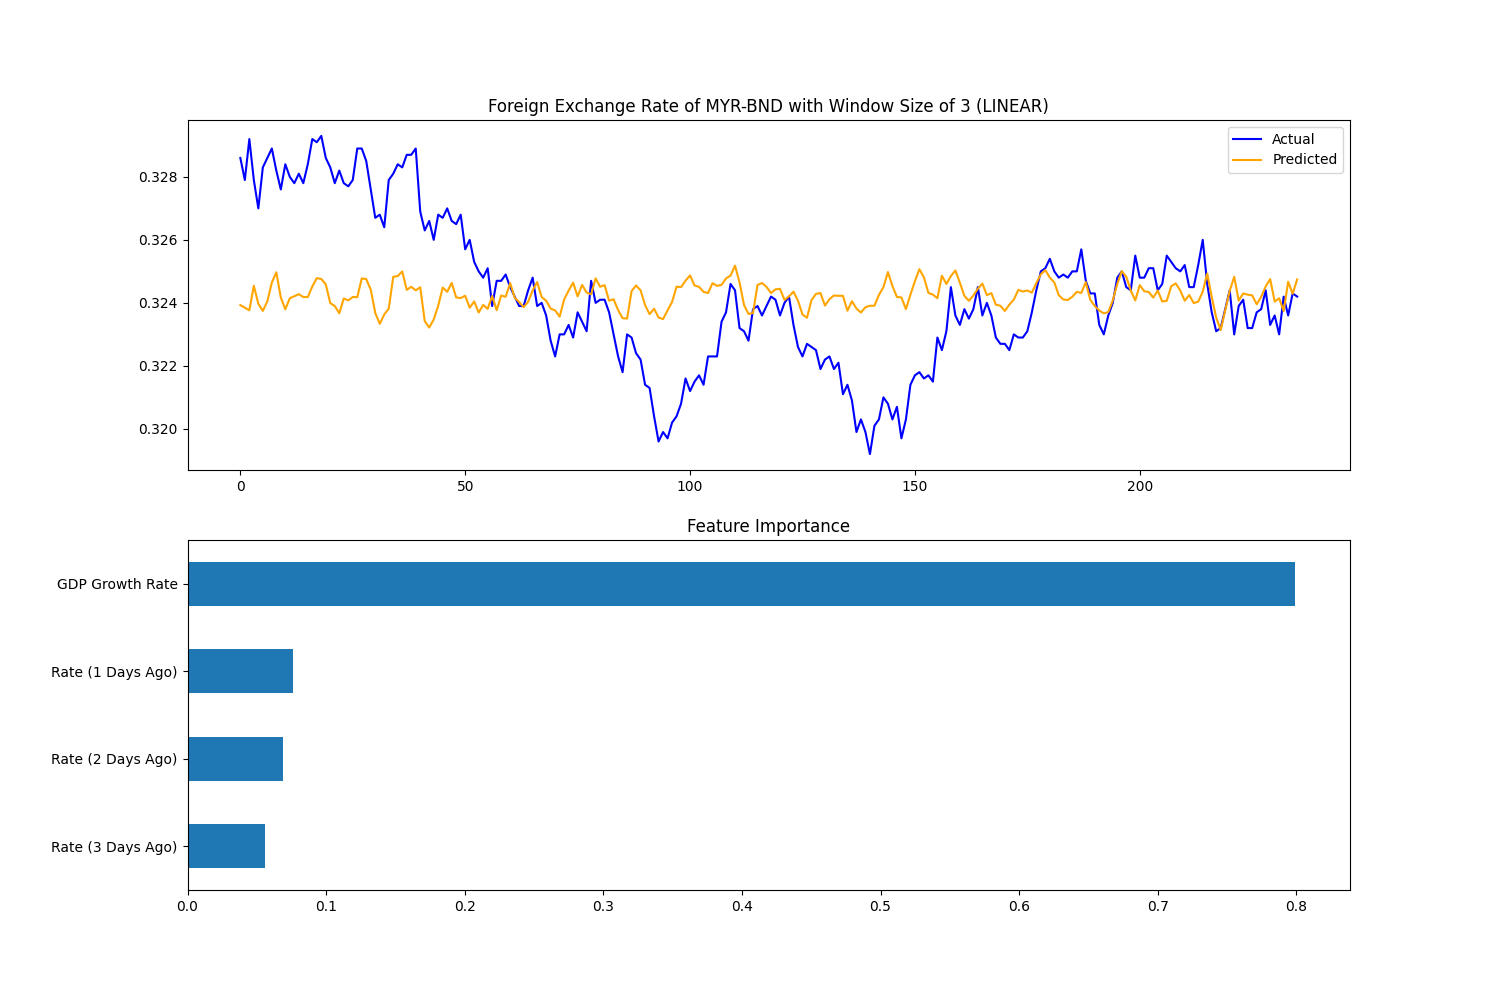 Foreign Exchange Rate of MYR-BND with Window Size of 3 (LINEAR)
Actual
Predicted
0.328
0.326
0.324
0.322
0.320
0 50 100 150 200
Feature Importance
GDP Growth Rate
Rate (1 Days Ago)
Rate (2 Days Ago)
Rate (3 Days Ago)
0.0 0.1 0.2 0.3 0.4 0.5 0.6 0.7 0.8